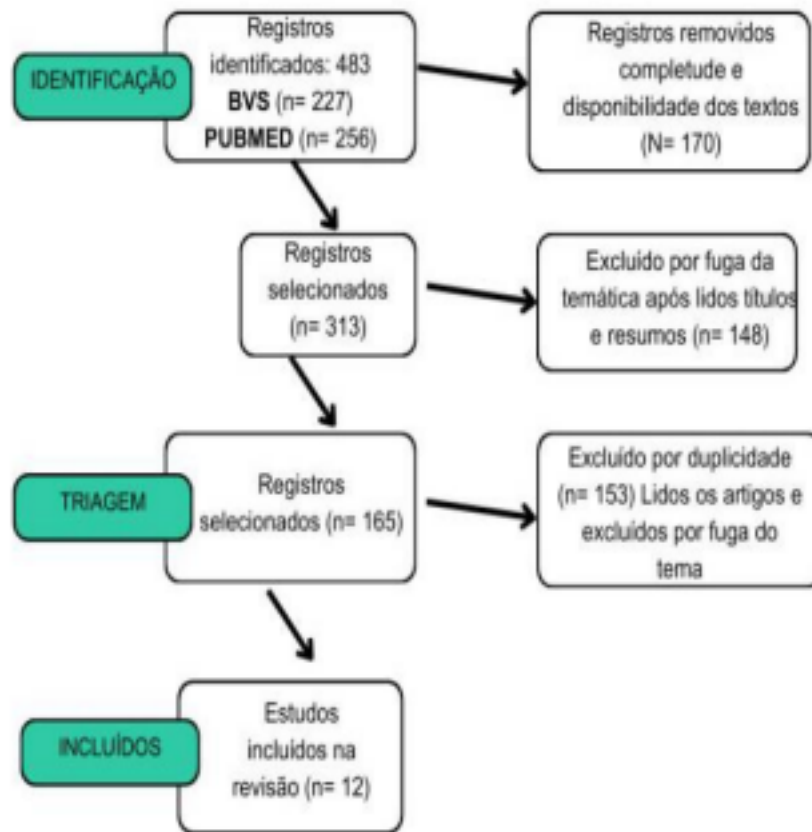 IDENTIFICAÇÃO
Registros
identificados: 483
BVS (n= 227)
PUBMED (n= 256)
Registros removidos
completude e
disponibilidade dos textos
(N= 170)
Registros
selecionados
(n= 313)
Excluído por fuga da
temática após lidos títulos
e resumos (n= 148)
TRIAGEM
Registros
selecionados (n= 165)
Excluído por duplicidade
(n= 153) Lidos os artigos e
excluídos por fuga do
tema
INCLUÍDOS
Estudos
incluídos na
revisão (n= 12)